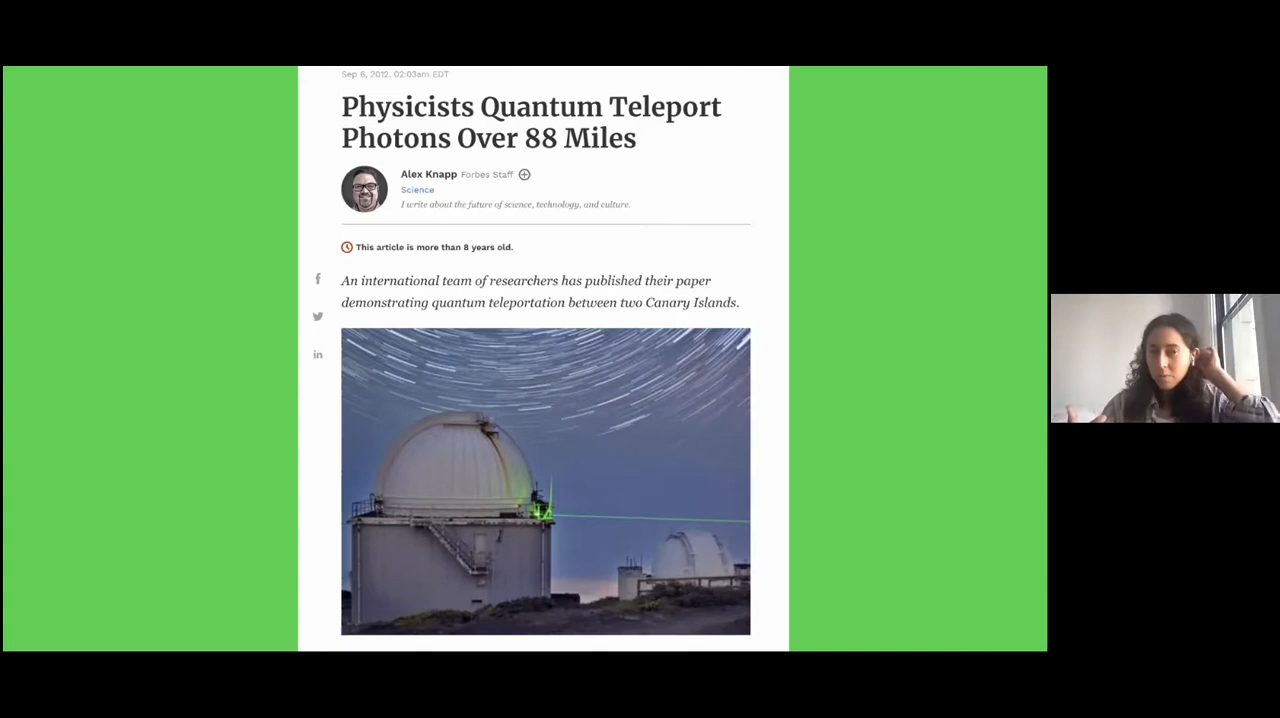 Sep 6, 2012, 02:03am EDT
Physicists Quantum Teleport
Photons Over 88 Miles
Alex Knapp Forbes Staff
Science
I write about the future of science, technology, and culture.
This article is more than 8 years old.
An international team of researchers has published their paper
demonstrating quantum teleportation between two Canary Islands.